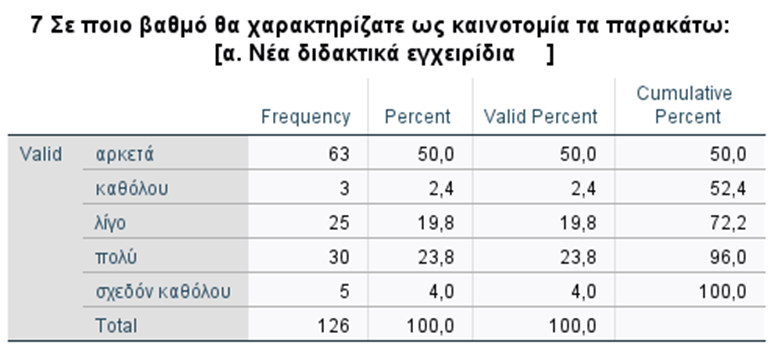 7 Σε ποιο βαθμό θα χαρακτηρίζατε ως καινοτομία τα παρακάτω:
[α. Νέα διδακτικά εγχειρίδια ]
Frequency Percent Valid Percent Cumulative Percent
Valid αρκετά 63 50,0 50,0 50,0
καθόλου 3 2,4 2,4 52,4
λίγο 25 19,8 19,8 72,2
πολύ 30 23,8 23,8 96,0
σχεδόν καθόλου 5 4,0 4,0 100,0
Total 126 100,0 100,0